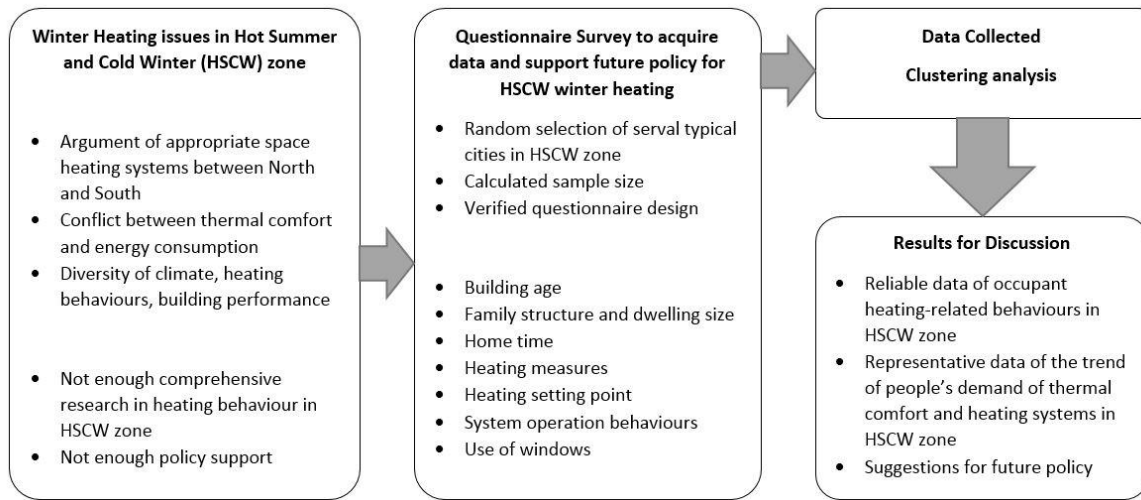 Winter Heating issues in Hot Summer
and Cold Winter (HSCW) zone
• Argument of appropriate space
heating systems between North
and South
• Conflict between thermal comfort
and energy consumption
• Diversity of climate, heating
behaviours, building performance
• Not enough comprehensive
research in heating behaviour in
HSCW zone
• Not enough policy support
Questionnaire Survey to acquire
data and support future policy for
HSCW winter heating
• Random selection of serval typical
cities in HSCW zone
• Calculated sample size
• Verified questionnaire design
• Building age
• Family structure and dwelling size
• Home time
• Heating measures
• Heating setting point
• System operation behaviours
• Use of windows
Data Collected
Clustering analysis
Results for Discussion
• Reliable data of occupant
heating-related behaviours in
HSCW zone
• Representative data of the trend
of people's demand of thermal
comfort and heating systems in
HSCW zone
• Suggestions for future policy